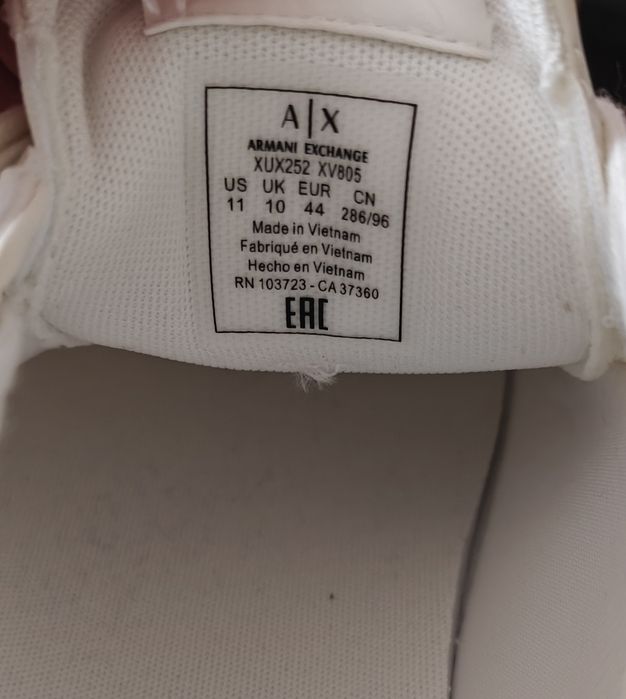 A|X
ARMANI EXCHANGE
XUX252 XV805
US UK EUR CN
11 10 44 286/96
Made in Vietnam
Fabriqué en Vietnam
Hecho en Vietnam
RN 103723 - CA 37360
EAC